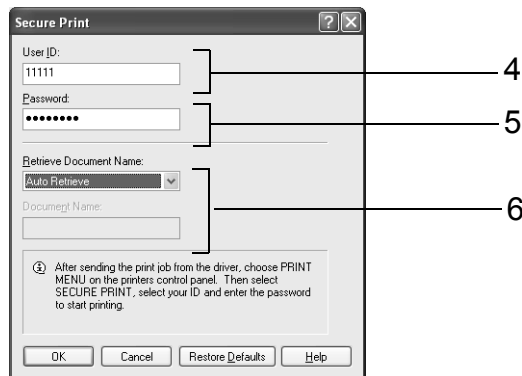 Secure Print
User ID:
11111
4
Password:
●●●●●●●●
5
Retrieve Document Name:
Auto Retrieve
Document Name:
6
After sending the print job from the driver, choose PRINT
MENU on the printers control panel. Then select
SECURE PRINT, select your ID and enter the password
to start printing.
OK Cancel Restore Defaults Help